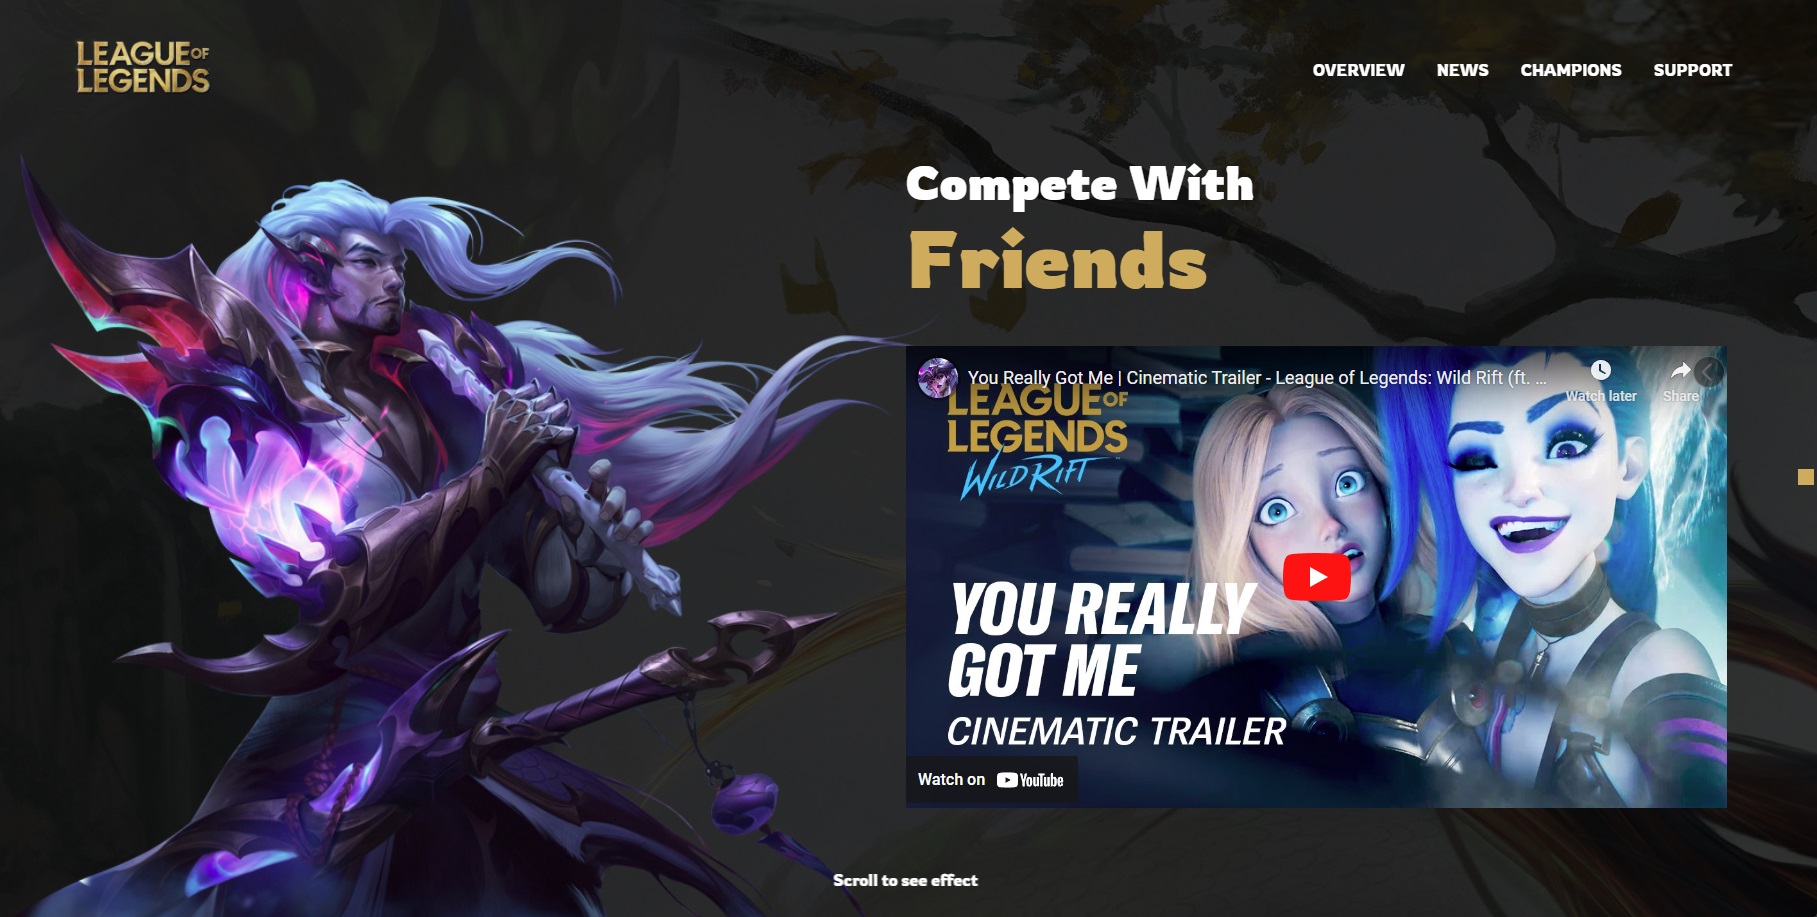 LEAGUE OF
LEGENDS
OVERVIEW NEWS CHAMPIONS SUPPORT
Compete With
Friends
You Really Got Me | Cinematic Trailer - League of Legends: Wild Rift (ft. ...
Watch later
Share
LEAGUE OF
LEGENDS
WILD RIFT
YOU REALLY
GOT ME
CINEMATIC TRAILER
Watch on YouTube
Scroll to see effect